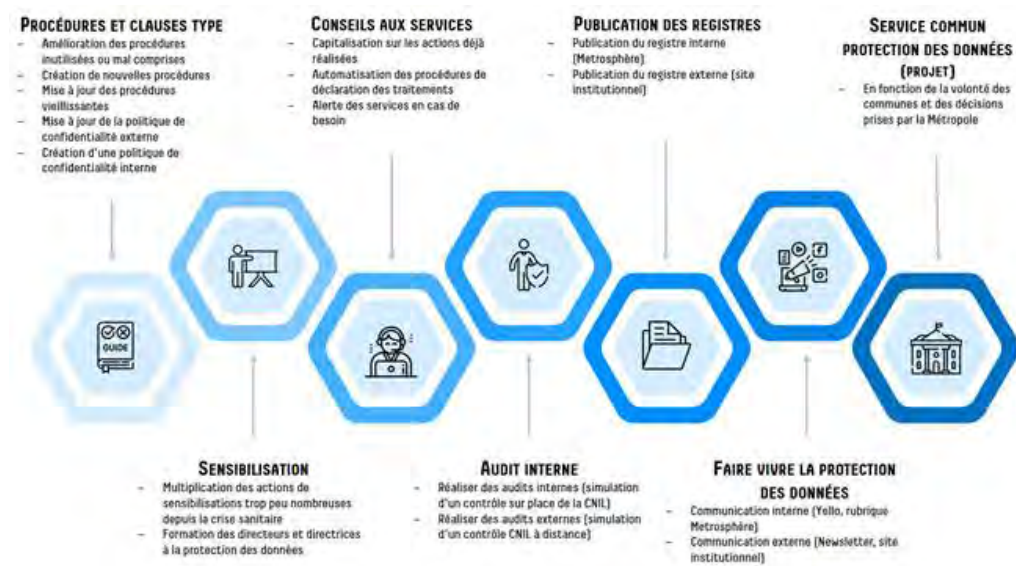 PROCÉDURES ET CLAUSES TYPE
– Amélioration des procédures
inutilisées ou mal comprises
– Création de nouvelles procédures
– Mise à jour des procédures
vieillissantes
– Mise à jour de la politique de
confidentialité externe
– Création d'une politique de
confidentialité interne
CONSEILS AUX SERVICES
– Capitalisation sur les actions déjà
réalisées
– Automatisation des procédures de
déclaration des traitements
– Alerte des services en cas de
besoin
PUBLICATION DES REGISTRES
– Publication du registre interne
(Metrosphère)
– Publication du registre externe (site
institutionnel)
SERVICE COMMUN
PROTECTION DES DONNÉES
(PROJET)
– En fonction de la volonté des
communes et des décisions
prises par la Métropole
GUIDE
SENSIBILISATION
– Multiplication des actions de
sensibilisations trop peu nombreuses
depuis la crise sanitaire
– Formation des directeurs et directrices
à la protection des données
AUDIT INTERNE
– Réaliser des audits internes (simulation
d'un contrôle sur place de la CNIL)
– Réaliser des audits externes (simulation
d'un contrôle CNIL à distance)
FAIRE VIVRE LA PROTECTION
DES DONNÉES
– Communication interne (Yello, rubrique
Metrosphère)
– Communication externe (Newsletter, site
institutionnel)